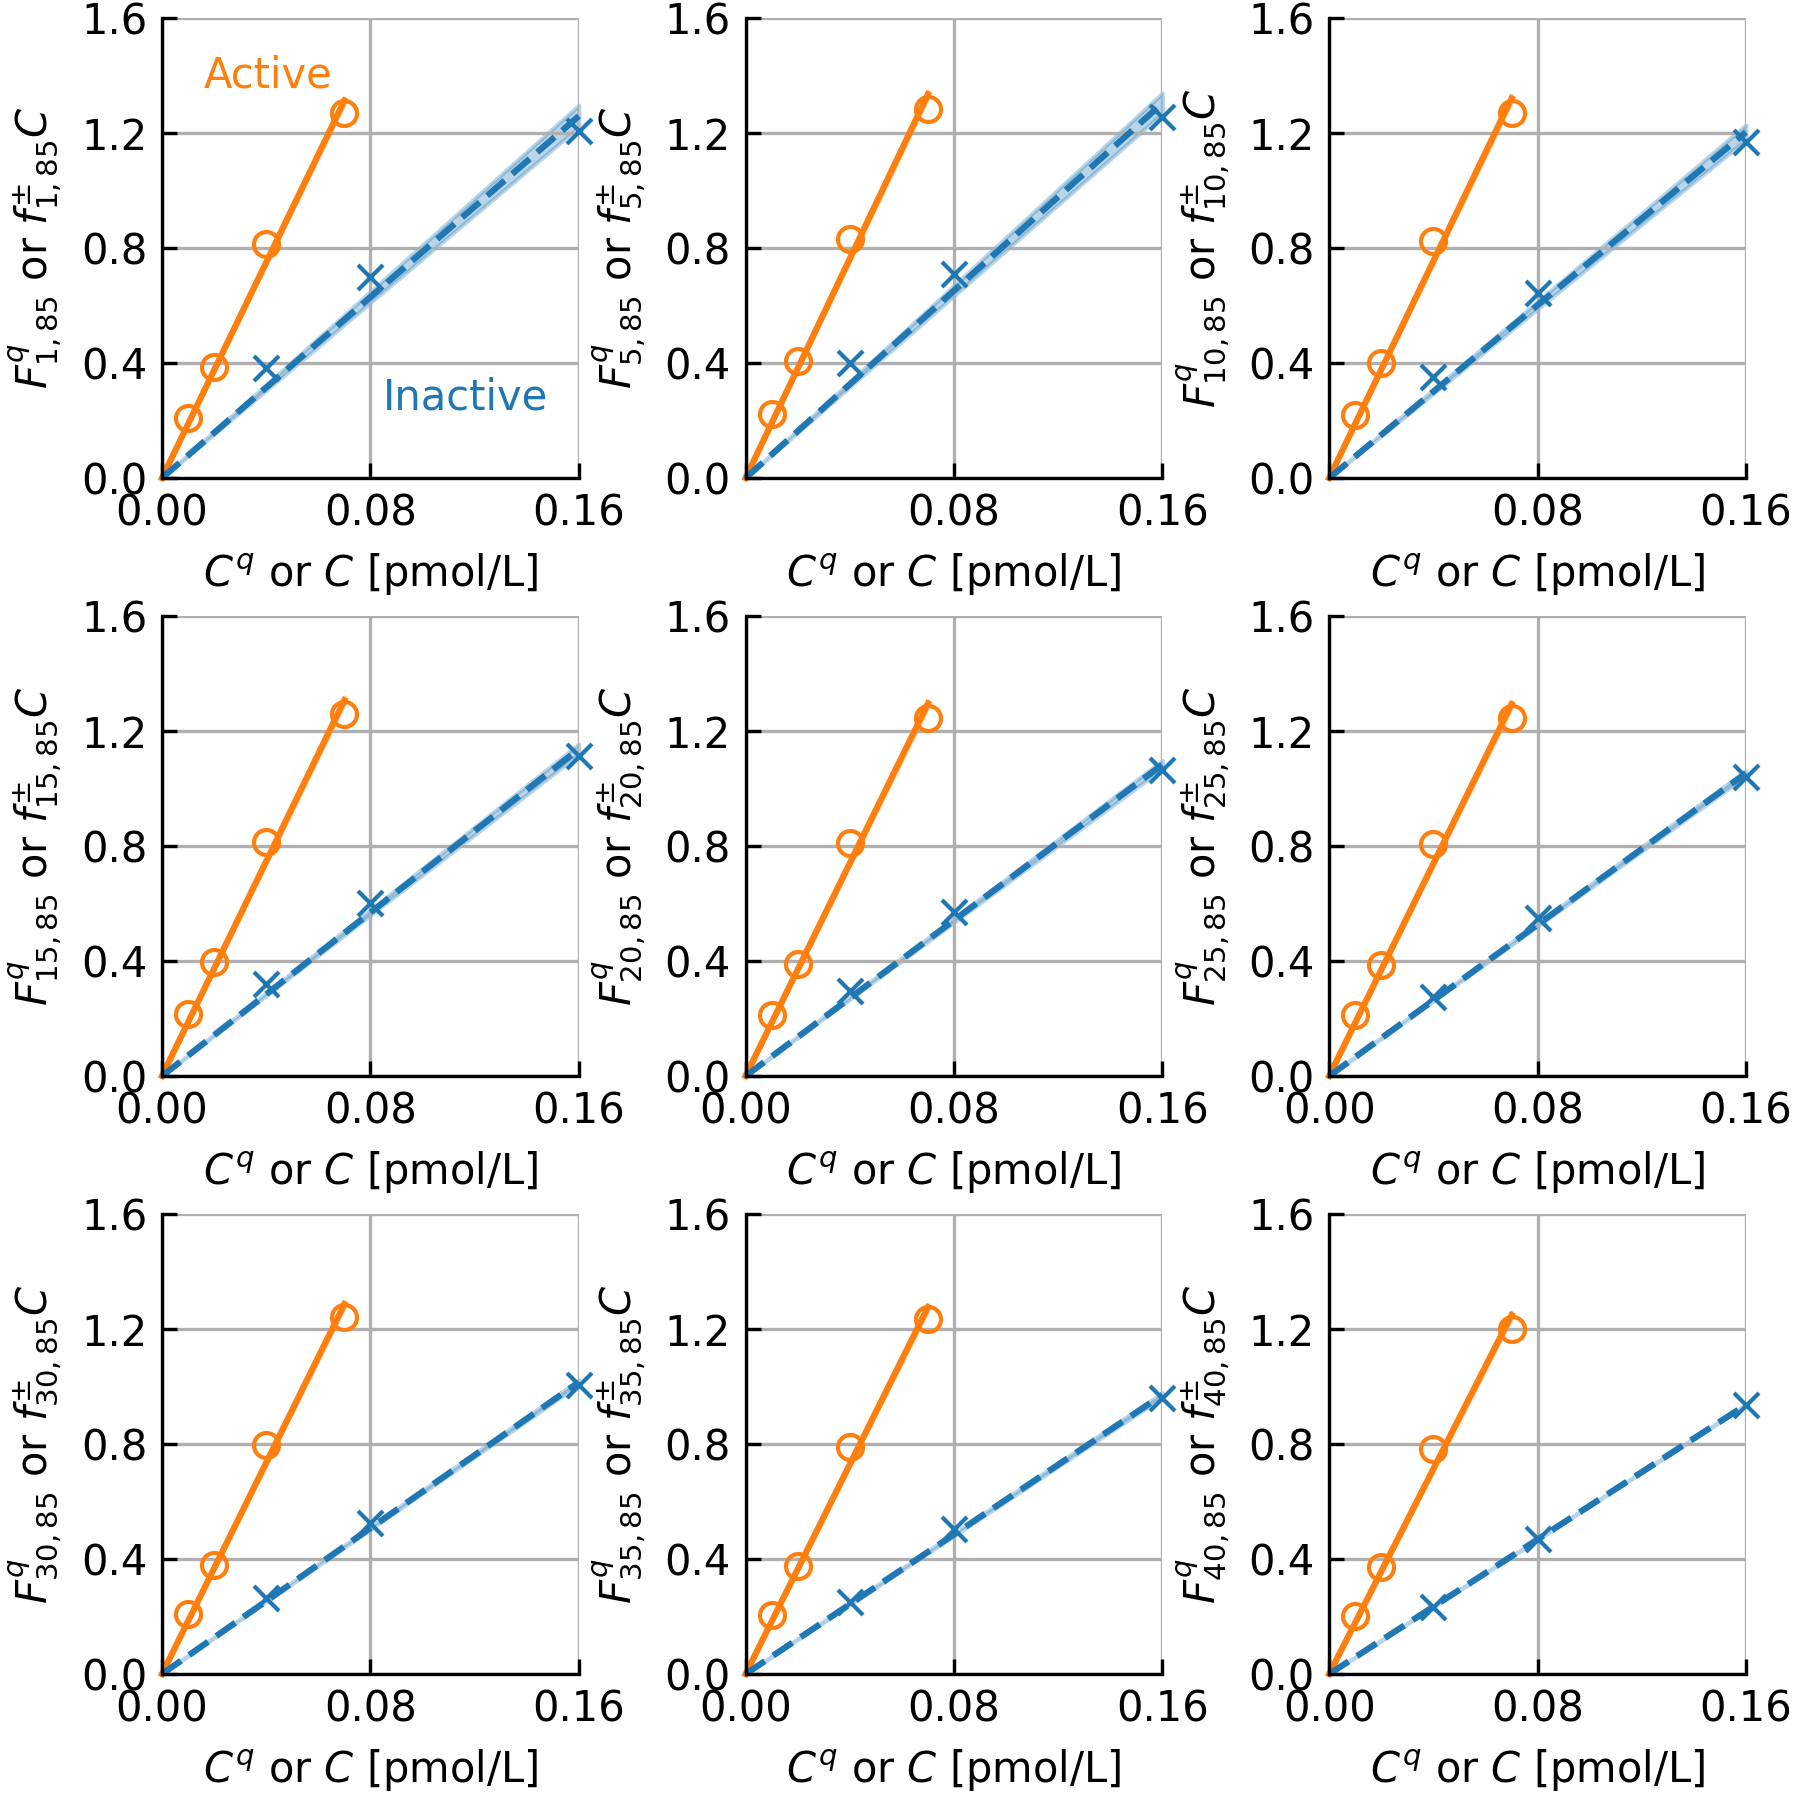 1.6
1.2
0.8
0.4
0.0
0.00 0.08 0.16
Active
Inactive
F^q_{1,85} or f^±_{1,85}C
C^q or C [pmol/L]
1.6
1.2
0.8
0.4
0.0
0.00 0.08 0.16
F^q_{5,85} or f^±_{5,85}C
C^q or C [pmol/L]
1.6
1.2
0.8
0.4
0.0
0.00 0.08 0.16
F^q_{10,85} or f^±_{10,85}C
C^q or C [pmol/L]
1.6
1.2
0.8
0.4
0.0
0.00 0.08 0.16
F^q_{15,85} or f^±_{15,85}C
C^q or C [pmol/L]
1.6
1.2
0.8
0.4
0.0
0.00 0.08 0.16
F^q_{20,85} or f^±_{20,85}C
C^q or C [pmol/L]
1.6
1.2
0.8
0.4
0.0
0.00 0.08 0.16
F^q_{25,85} or f^±_{25,85}C
C^q or C [pmol/L]
1.6
1.2
0.8
0.4
0.0
0.00 0.08 0.16
F^q_{30,85} or f^±_{30,85}C
C^q or C [pmol/L]
1.6
1.2
0.8
0.4
0.0
0.00 0.08 0.16
F^q_{35,85} or f^±_{35,85}C
C^q or C [pmol/L]
1.6
1.2
0.8
0.4
0.0
0.00 0.08 0.16
F^q_{40,85} or f^±_{40,85}C
C^q or C [pmol/L]